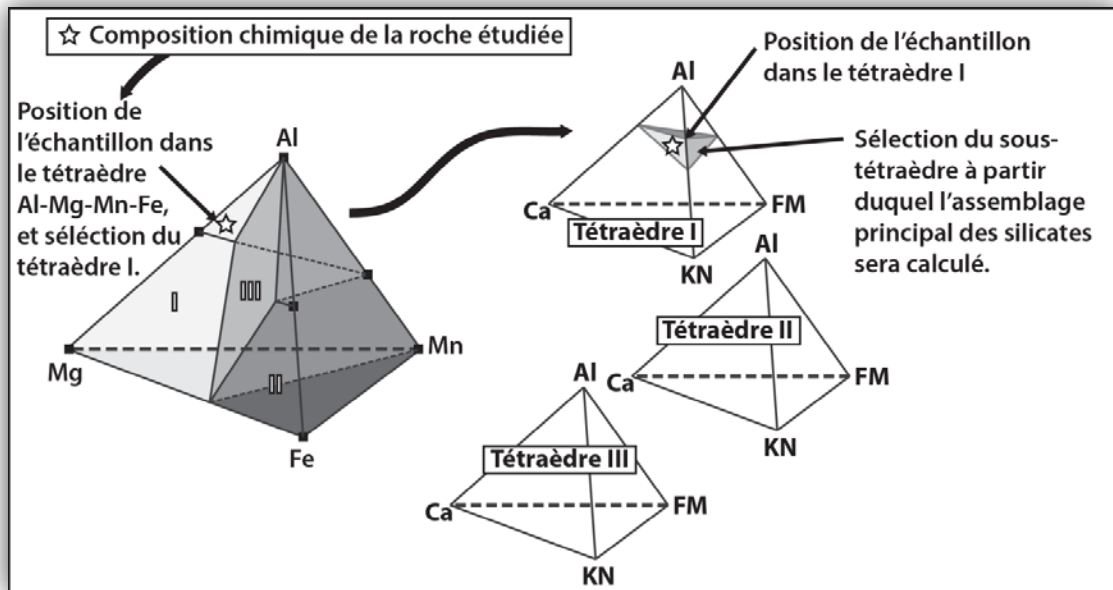 ☆ Composition chimique de la roche étudiée
Position de
l'échantillon dans
le tétraèdre
Al-Mg-Mn-Fe,
et séléction du
tétraèdre I.
Al
I
III
II
Mg
Mn
Fe
Position de l'échantillon
dans le tétraèdre I
Al
Ca
FM
Tétraèdre I
KN
Sélection du sous-
tétraèdre à partir
duquel l'assemblage
principal des silicates
sera calculé.
Al
Tétraèdre II
Ca
FM
KN
Al
Tétraèdre III
Ca
FM
KN